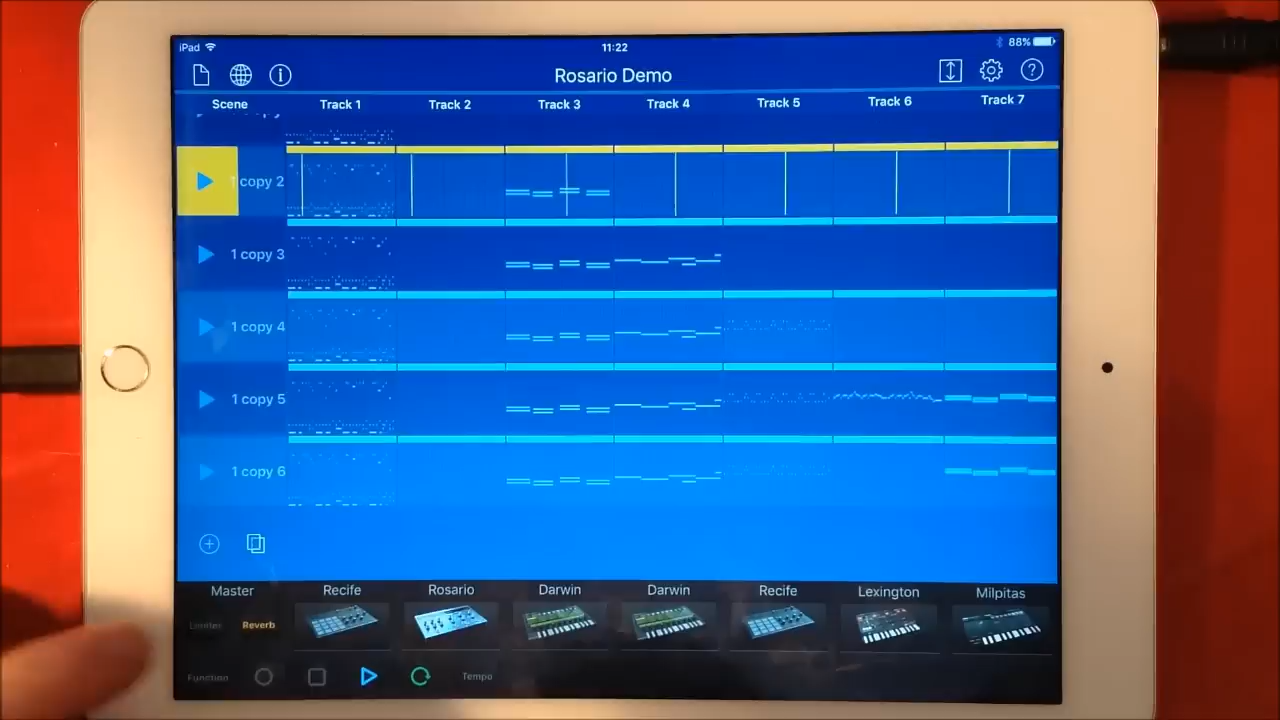 iPad 11:22 88%
Rosario Demo
Scene Track 1 Track 2 Track 3 Track 4 Track 5 Track 6 Track 7
copy 2
1 copy 3
1 copy 4
1 copy 5
1 copy 6
Master Recife Rosario Darwin Darwin Recife Lexington Milpitas
Limiter Reverb
Function Tempo